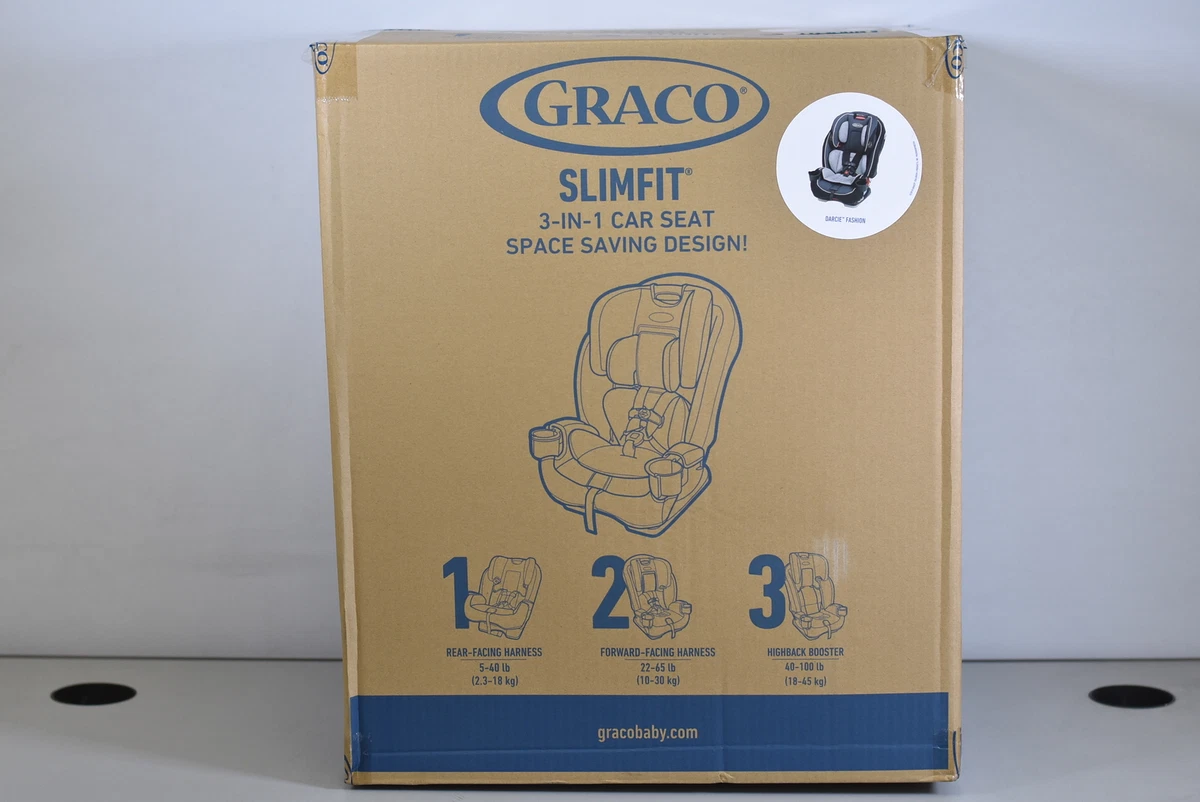 GRACO®
SLIMFIT®
3-IN-1 CAR SEAT
SPACE SAVING DESIGN!
DARCIE™ FASHION
1
2
3
REAR-FACING HARNESS
5-40 lb
(2.3-18 kg)
FORWARD-FACING HARNESS
22-65 lb
(10-30 kg)
HIGHBACK BOOSTER
40-100 lb
(18-45 kg)
gracobaby.com